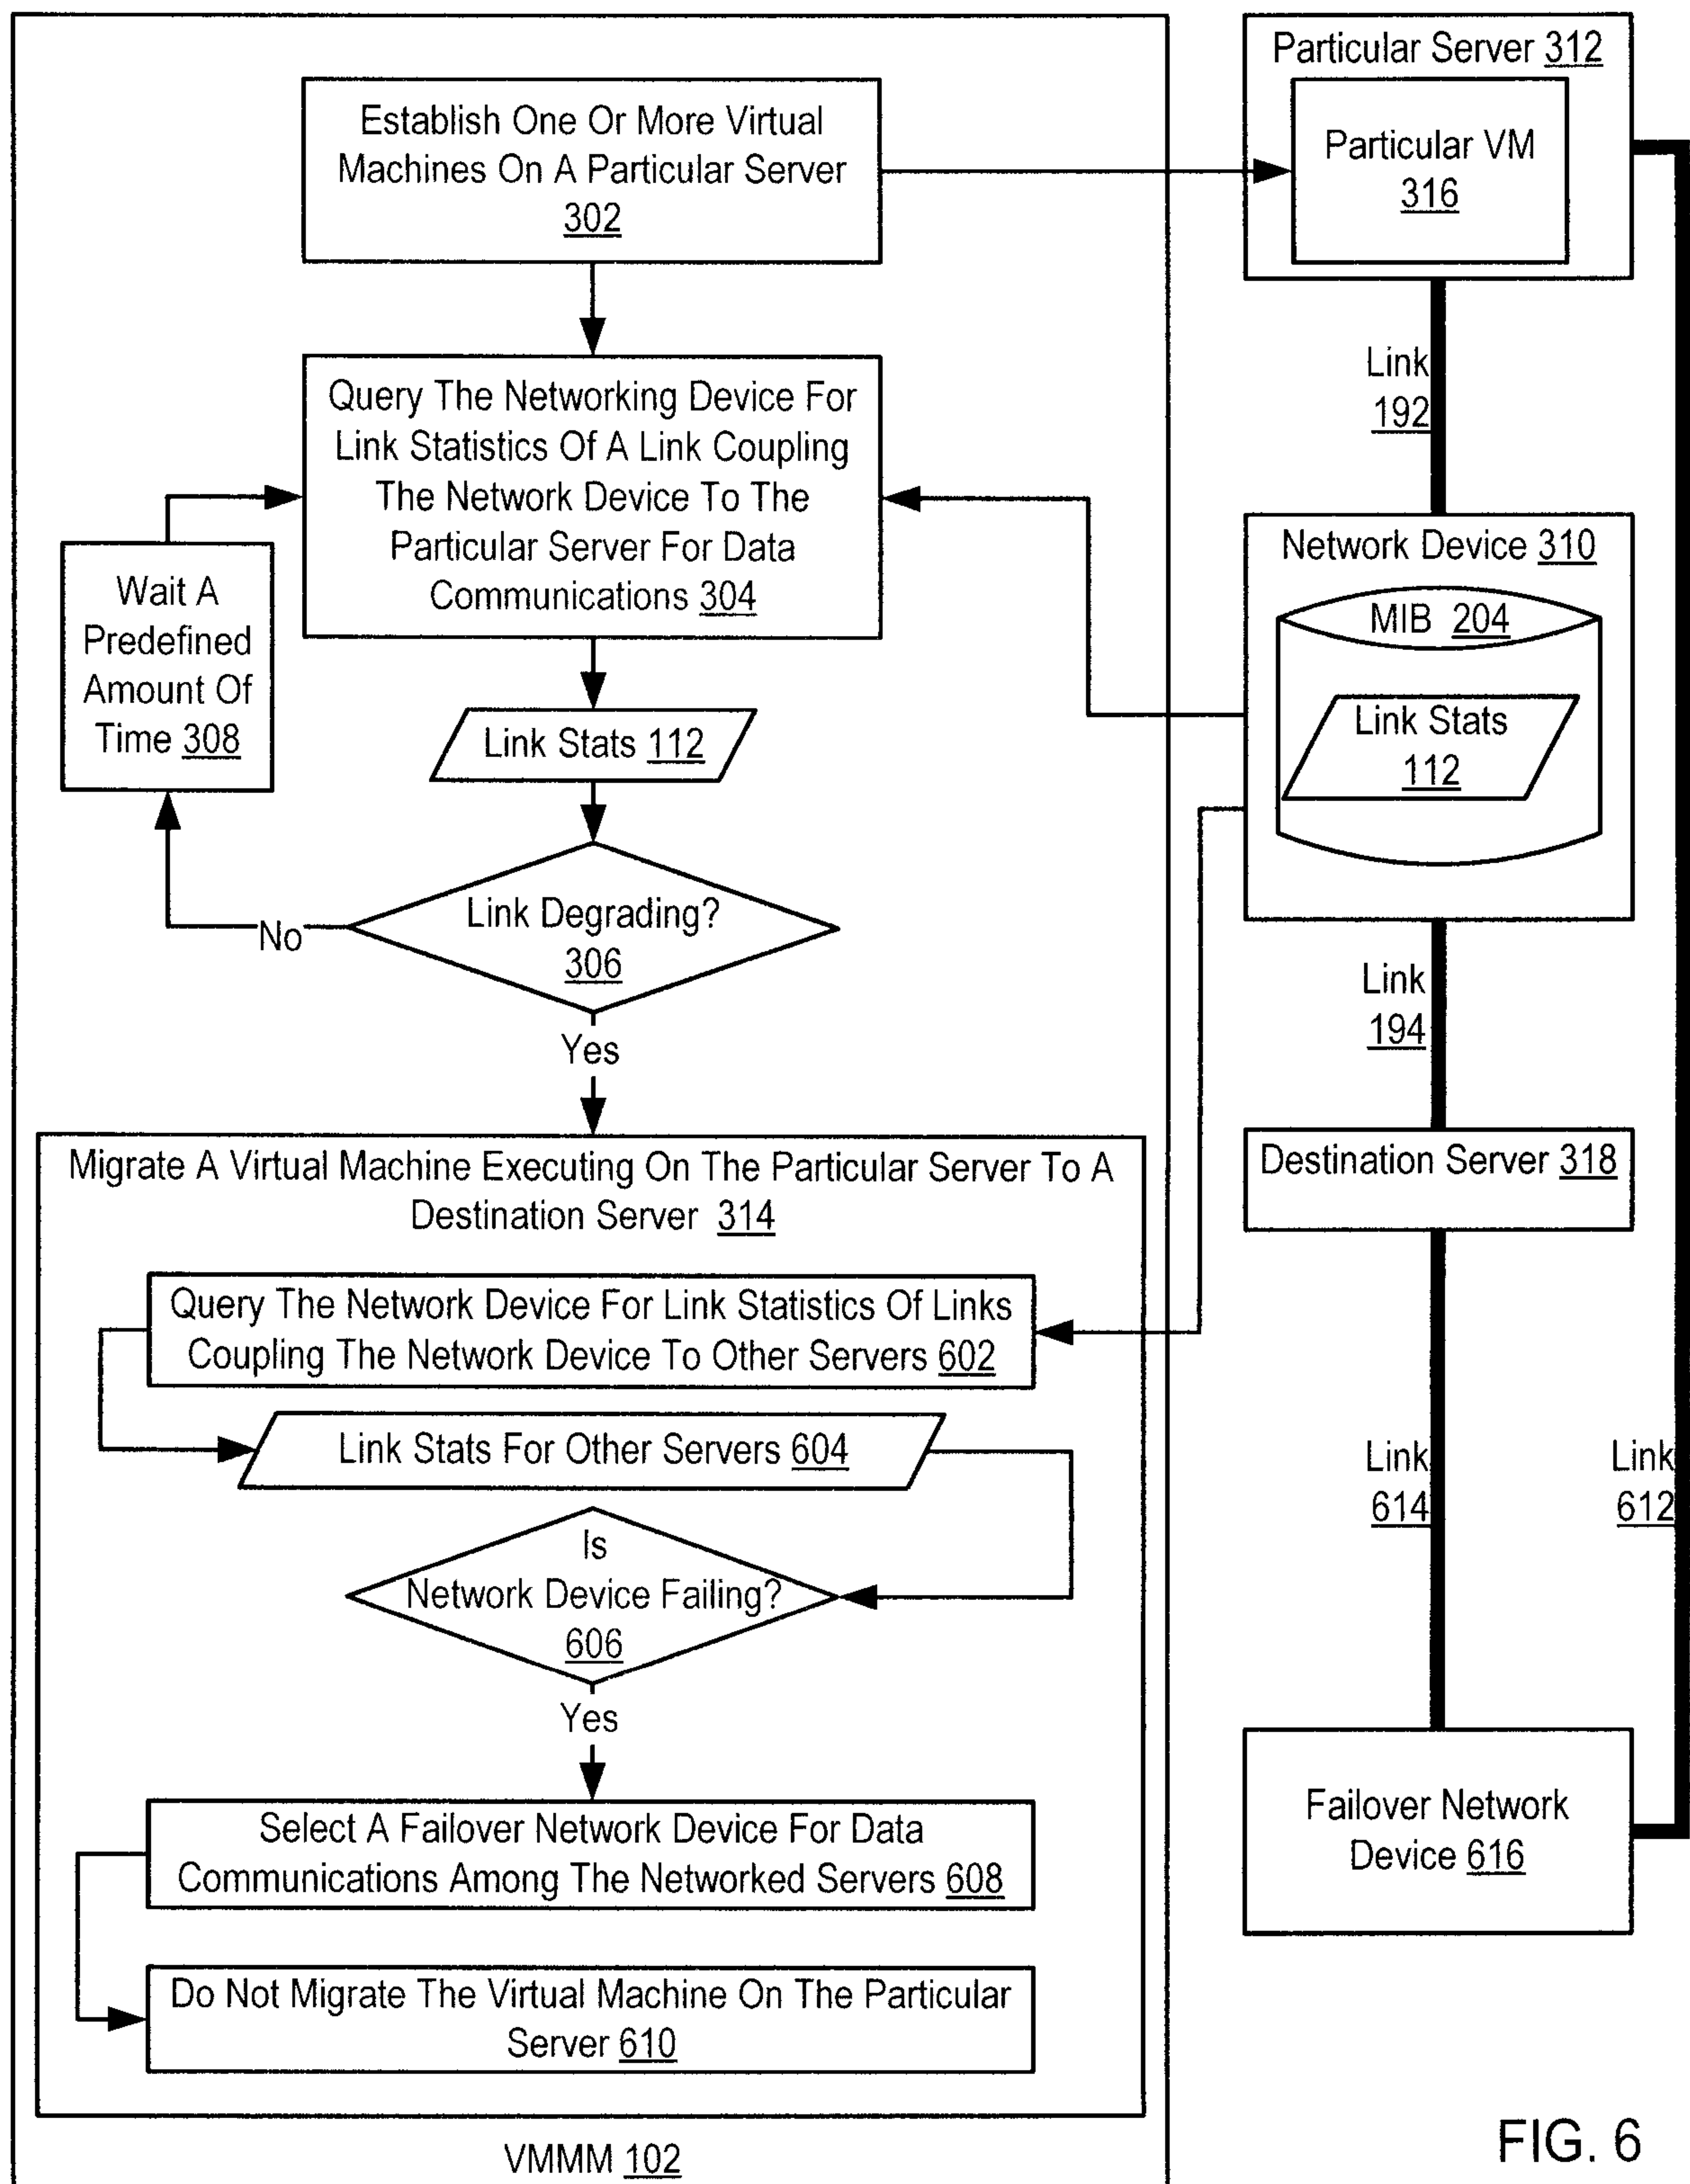 Establish One Or More Virtual
Machines On A Particular Server
302
Query The Networking Device For
Link Statistics Of A Link Coupling
The Network Device To The
Particular Server For Data
Communications 304
Wait A
Predefined
Amount Of
Time 308
Link Stats 112
Link Degrading?
306
No
Yes
Migrate A Virtual Machine Executing On The Particular Server To A
Destination Server 314
Query The Network Device For Link Statistics Of Links
Coupling The Network Device To Other Servers 602
Link Stats For Other Servers 604
Is
Network Device Failing?
606
Yes
Select A Failover Network Device For Data
Communications Among The Networked Servers 608
Do Not Migrate The Virtual Machine On The Particular
Server 610
VMMM 102
Particular Server 312
Particular VM
316
Link
192
Network Device 310
MIB 204
Link Stats
112
Link
194
Destination Server 318
Link
614
Link
612
Failover Network
Device 616
FIG. 6